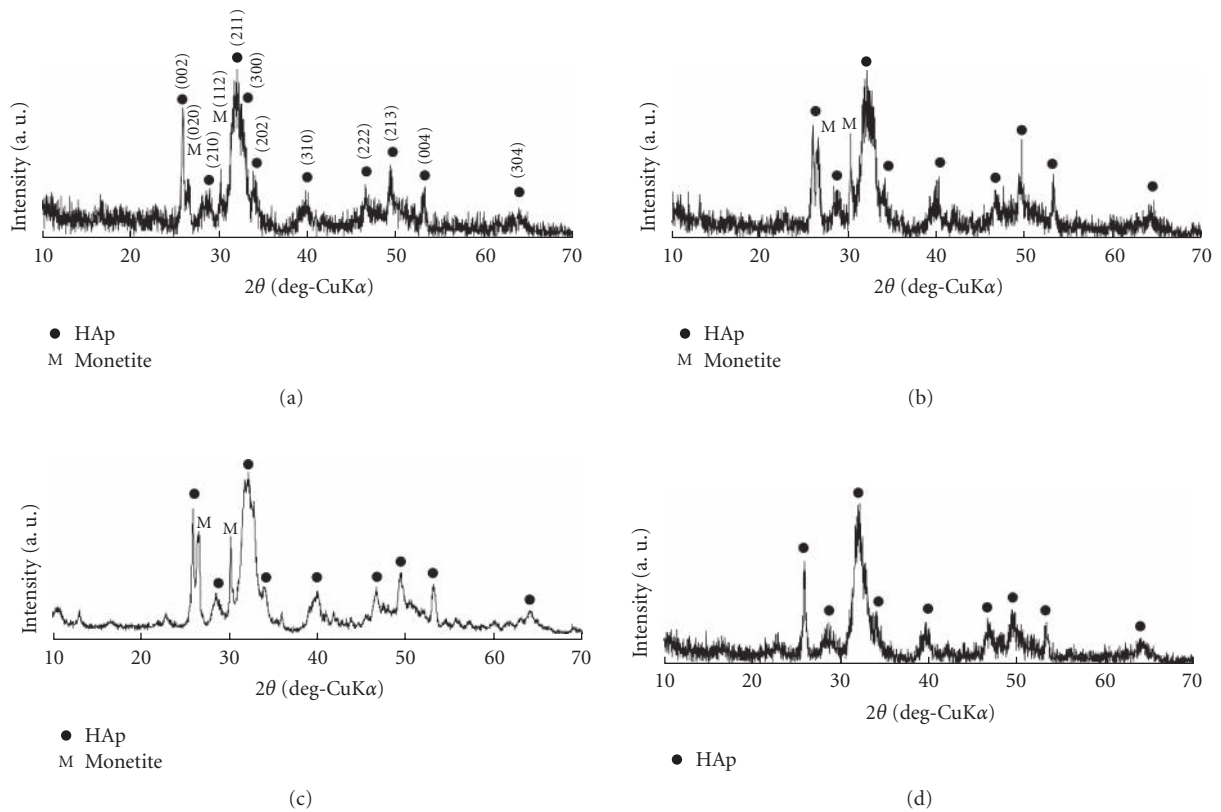 (002)
M (020)
(210)
M (112)
(211)
(300)
(202)
(310)
(222)
(213)
(004)
(304)
Intensity (a. u.)
10 20 30 40 50 60 70
2θ (deg-CuKα)
● HAp
M Monetite
(a)
M M
Intensity (a. u.)
10 20 30 40 50 60 70
2θ (deg-CuKα)
● HAp
M Monetite
(b)
M M
Intensity (a. u.)
10 20 30 40 50 60 70
2θ (deg-CuKα)
● HAp
M Monetite
(c)
Intensity (a. u.)
10 20 30 40 50 60 70
2θ (deg-CuKα)
● HAp
(d)